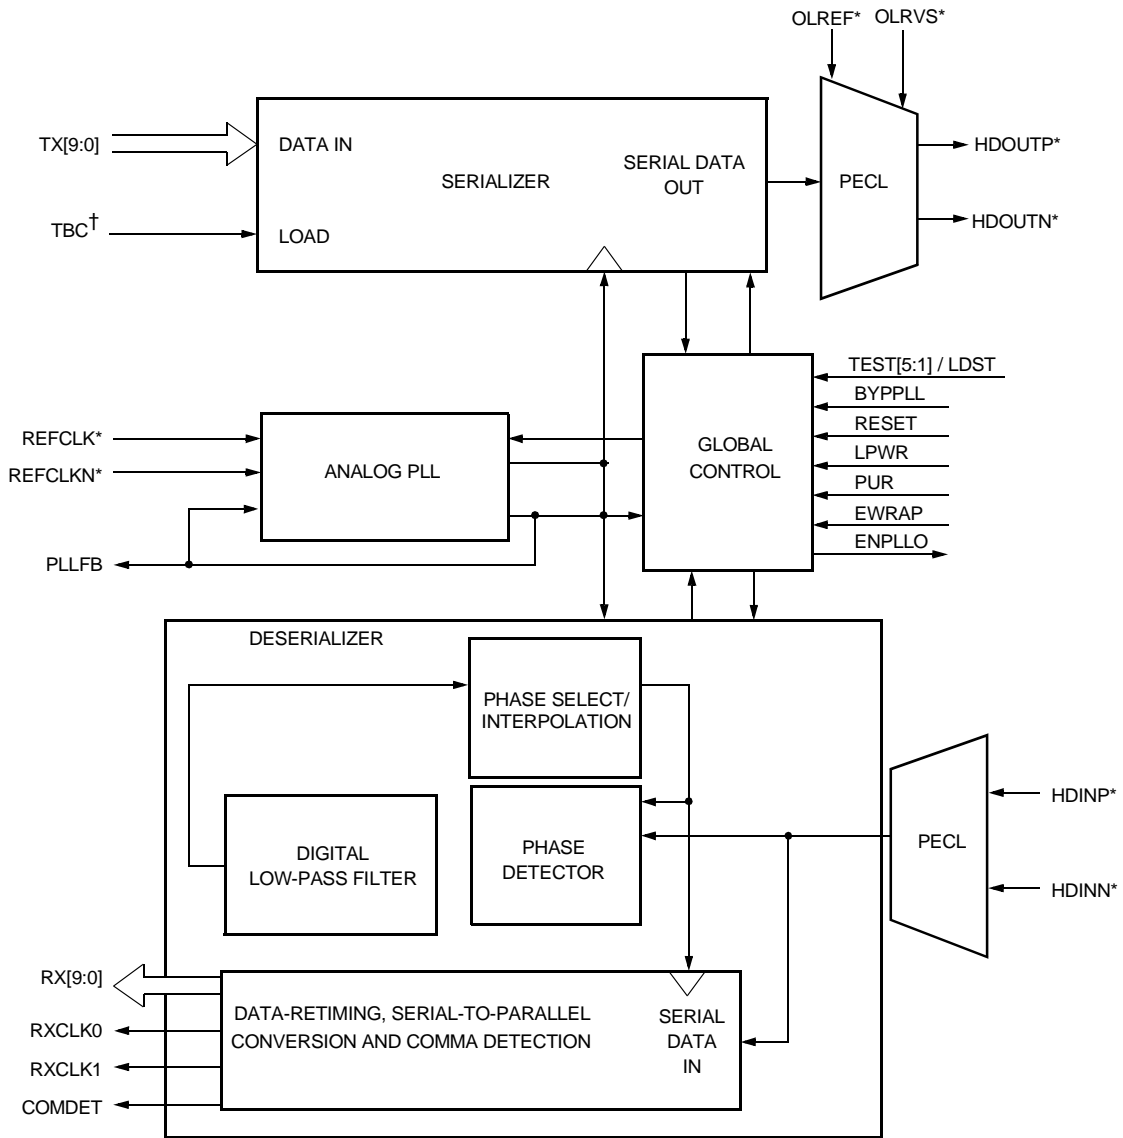 OLREF*
OLRVS*
TX[9:0]
DATA IN
SERIALIZER
SERIAL DATA
OUT
PECL
HDOUTP*
HDOUTN*
TBC†
LOAD
TEST[5:1] / LDST
BYPPLL
RESET
LPWR
PUR
EWRAP
ENPLLO
GLOBAL
CONTROL
REFCLK*
REFCLKN*
ANALOG PLL
PLLFB
DESERIALIZER
PHASE SELECT/
INTERPOLATION
DIGITAL
LOW-PASS FILTER
PHASE
DETECTOR
PECL
HDINP*
HDINN*
RX[9:0]
RXCLK0
RXCLK1
COMDET
DATA-RETIMING, SERIAL-TO-PARALLEL
CONVERSION AND COMMA DETECTION
SERIAL
DATA
IN